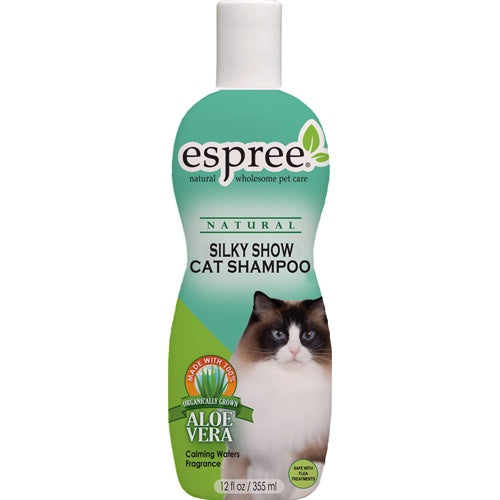 espree®
natural wholesome pet care
NATURAL
SILKY SHOW
CAT SHAMPOO
MADE WITH 100%
ORGANICALLY GROWN
ALOE
VERA
Calming Waters
Fragrance
SAFE WITH
FLEA
TREATMENTS
12 fl oz / 355 ml